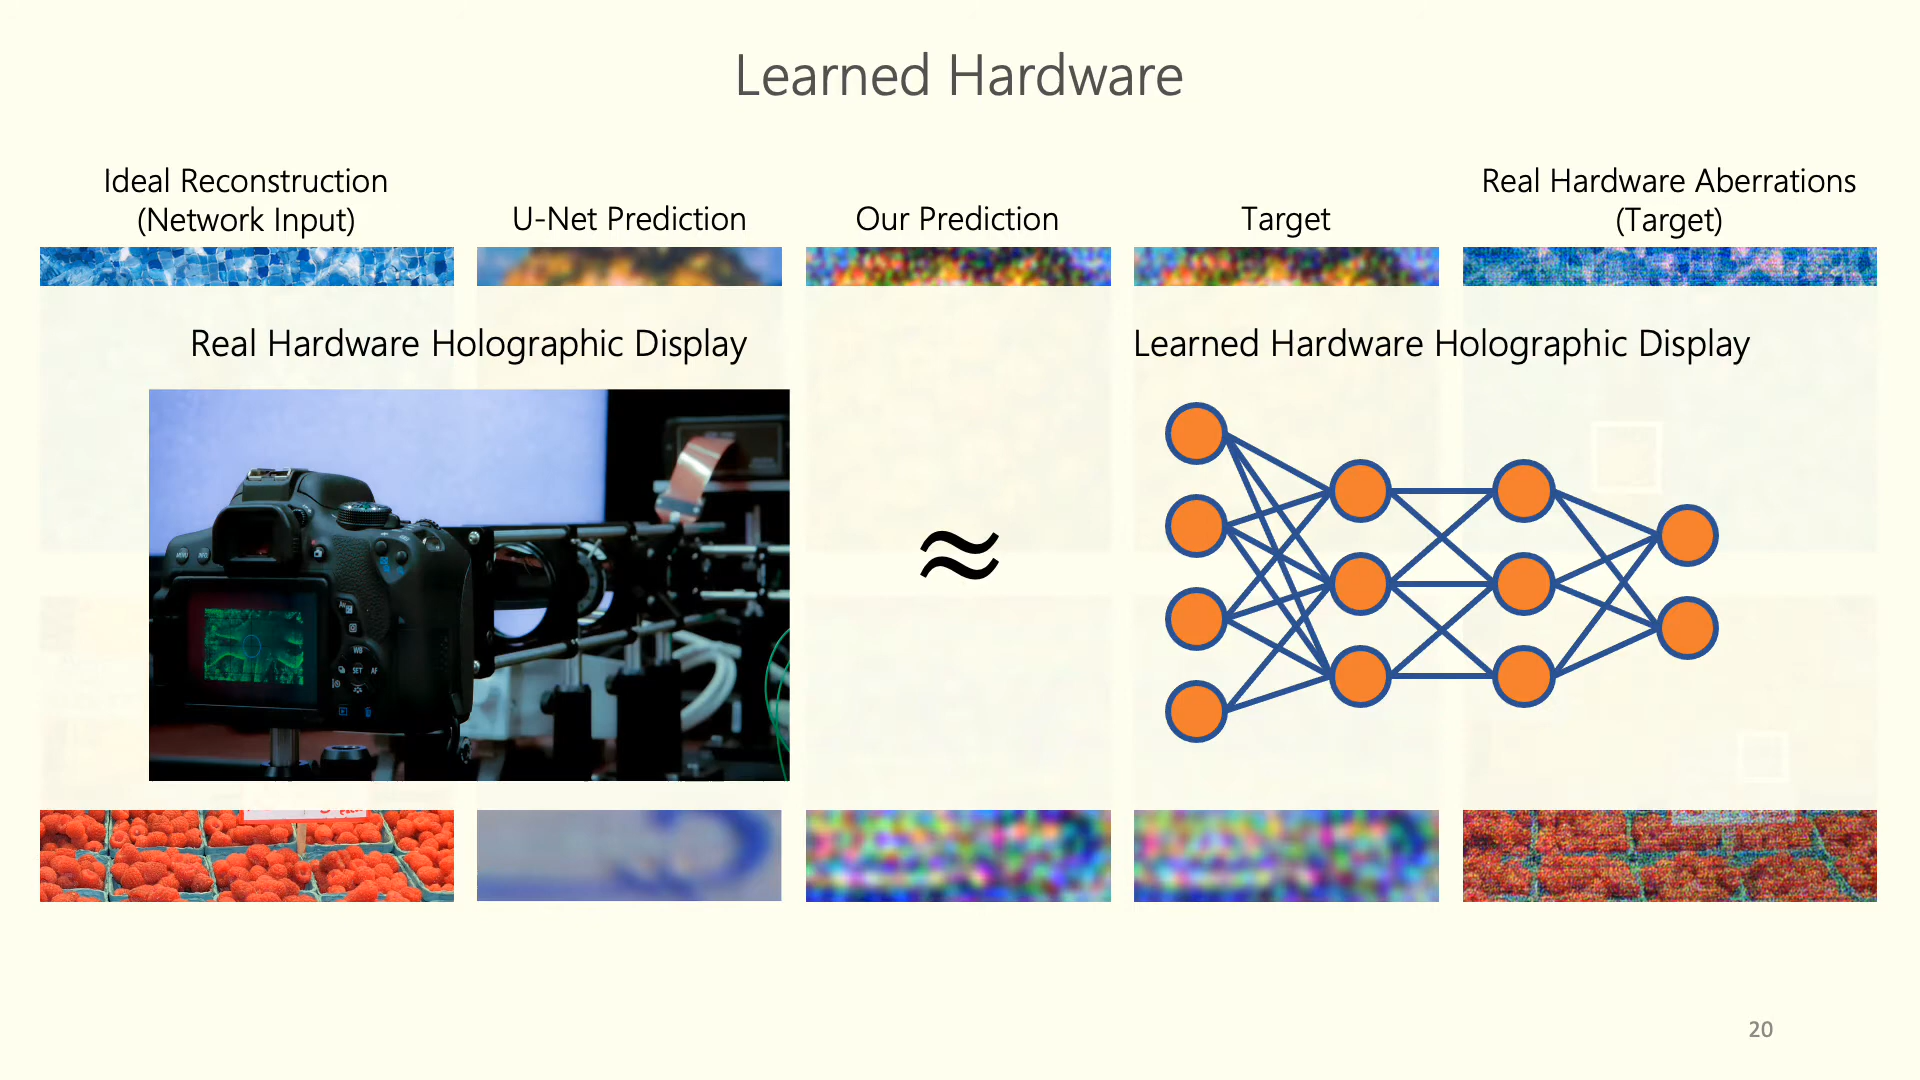 Learned Hardware
Ideal Reconstruction
(Network Input)
U-Net Prediction
Our Prediction
Target
Real Hardware Aberrations
(Target)
Real Hardware Holographic Display
Learned Hardware Holographic Display
≈
20